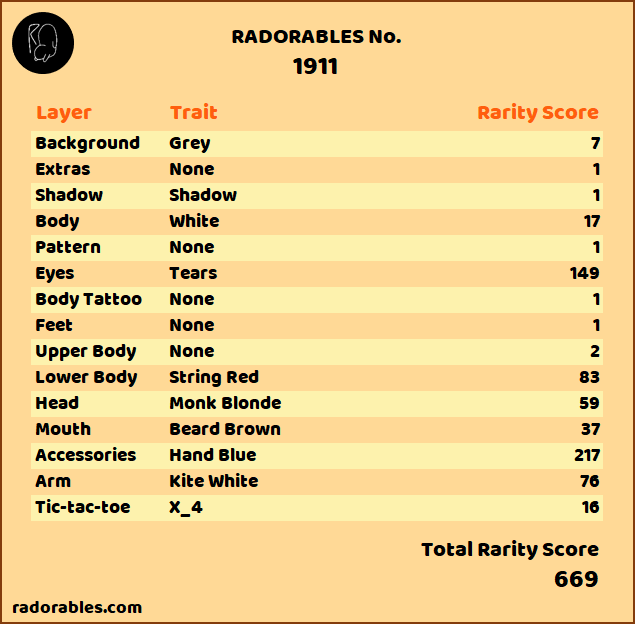 RADORABLES No.
1911
Layer Trait Rarity Score
Background Grey 7
Extras None 1
Shadow Shadow 1
Body White 17
Pattern None 1
Eyes Tears 149
Body Tattoo None 1
Feet None 1
Upper Body None 2
Lower Body String Red 83
Head Monk Blonde 59
Mouth Beard Brown 37
Accessories Hand Blue 217
Arm Kite White 76
Tic-tac-toe X_4 16
Total Rarity Score
669
radorables.com